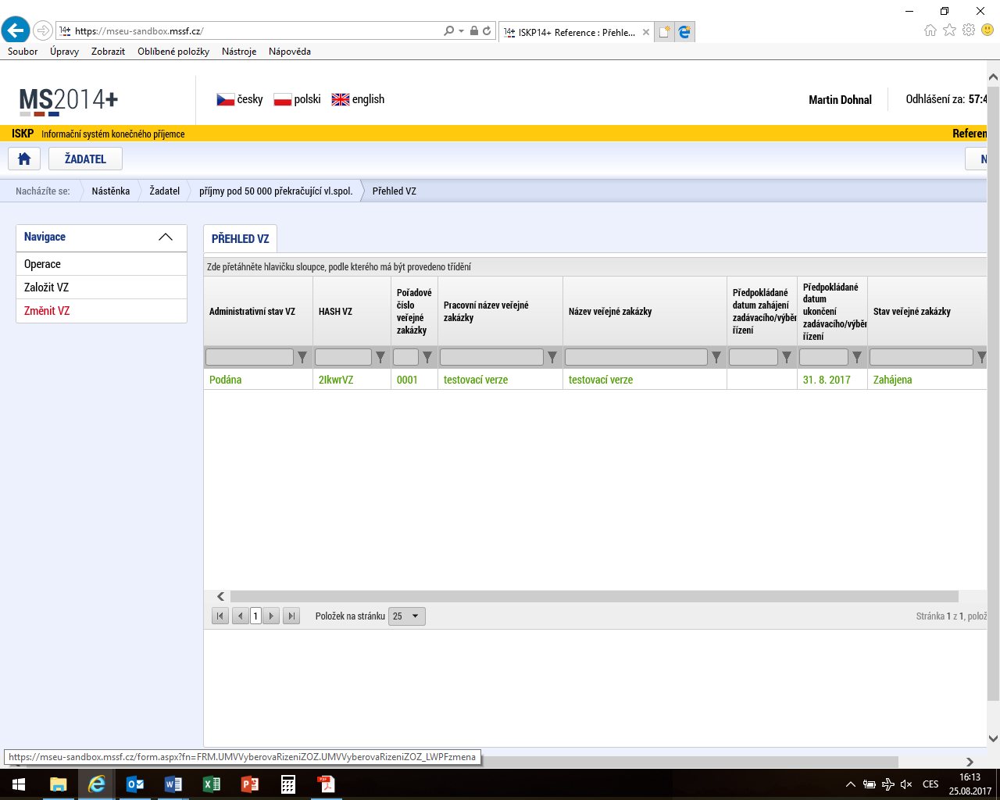 https://mseu-sandbox.mssf.cz/
ISKP14+ Reference : Přehle...
Soubor Úpravy Zobrazit Oblíbené položky Nástroje Nápověda
MS2014+
česky polski english
Martin Dohnal
Odhlášení za: 57:4
ISKP Informační systém konečného příjemce
Referen
ŽADATEL
N
Nacházíte se: Nástěnka Žadatel příjmy pod 50 000 překračující vl.spol. Přehled VZ
Navigace
Operace
Založit VZ
Změnit VZ
PŘEHLED VZ
Zde přetáhněte hlavičku sloupce, podle kterého má být provedeno třídění
Administrativní stav VZ
HASH VZ
Pořadové
číslo
veřejné
zakázky
Pracovní název veřejné
zakázky
Název veřejné zakázky
Předpokládané
datum zahájení
zadávacího/výběr
řízení
Předpokládané
datum
ukončení
zadávacího/výběr
řízení
Stav veřejné zakázky
Podána 2IkwrVZ 0001 testovací verze testovací verze 31. 8. 2017 Zahájena
1 Položek na stránku 25
Stránka 1 z 1, polož
https://mseu-sandbox.mssf.cz/form.aspx?fn=FRM.UMVVyberovaRizeniZOZ.UMVVyberovaRizeniZOZ_LWPFzmena
CES
16:13
25.08.2017